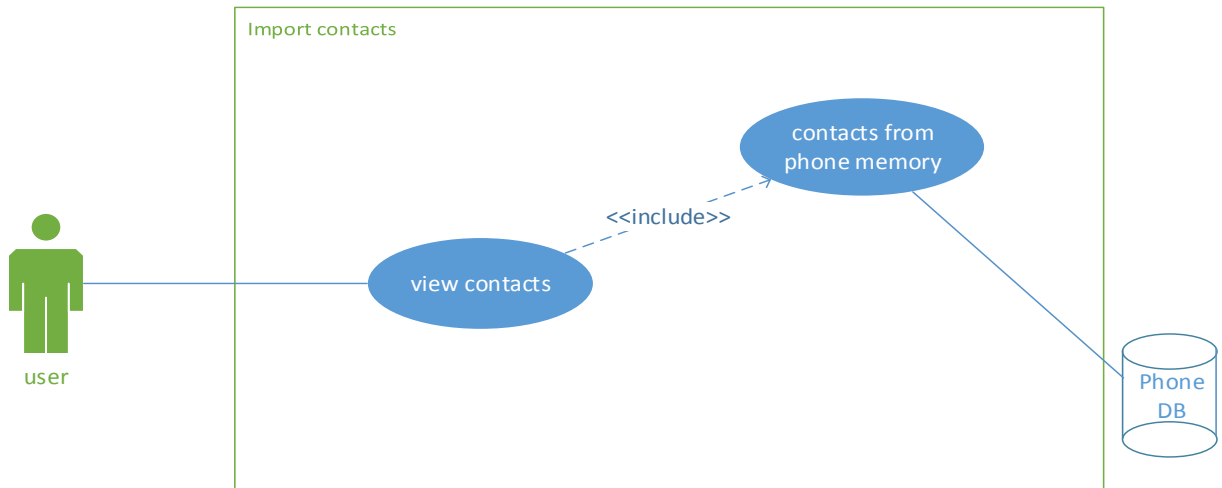 Import contacts
contacts from
phone memory
<<include>>
view contacts
user
Phone
DB